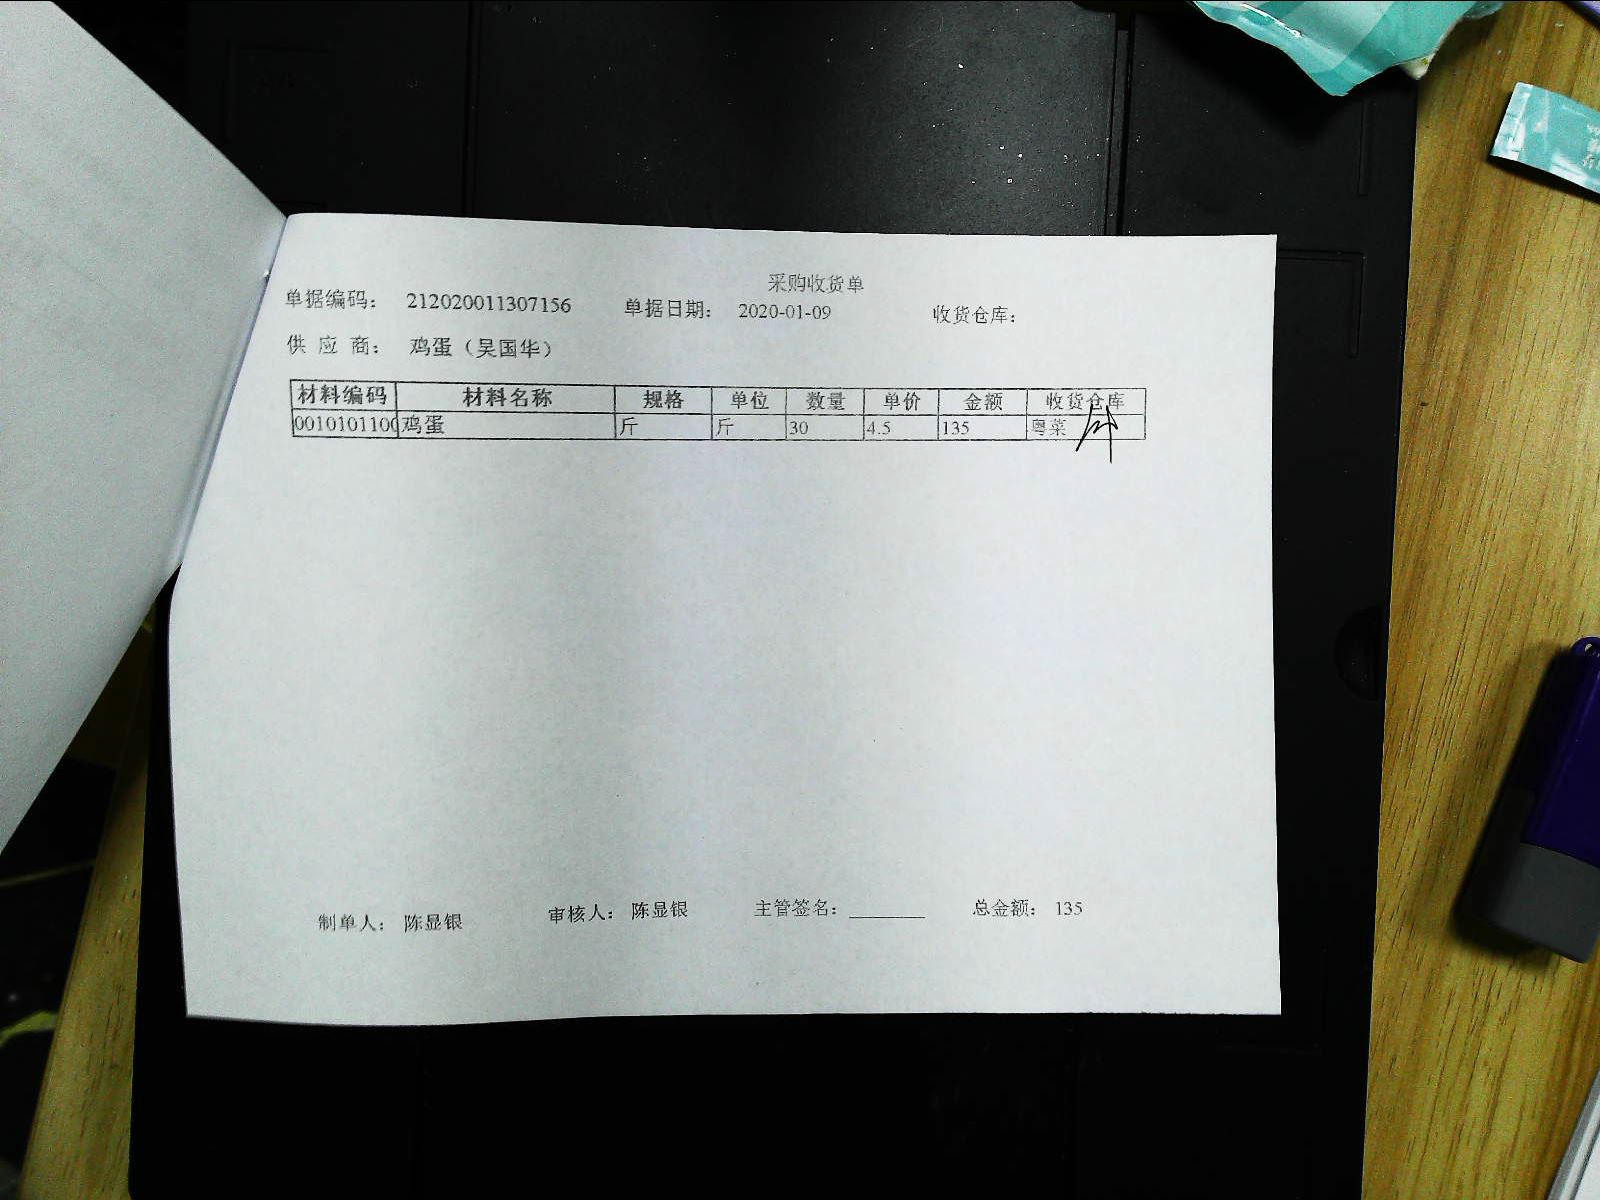 采购收货单
单据编码： 212020011307156 单据日期： 2020-01-09 收货仓库：
供 应 商： 鸡蛋（吴国华）
材料编码 材料名称 规格 单位 数量 单价 金额 收货仓库
0010101100 鸡蛋 斤 斤 30 4.5 135 粤菜
制单人： 陈显银 审核人： 陈显银 主管签名： 总金额： 135